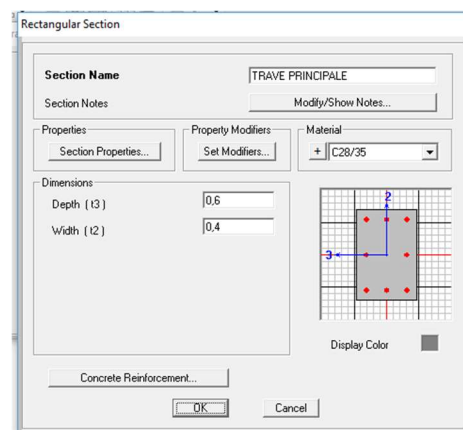 Rectangular Section
Section Name
TRAVE PRINCIPALE
Section Notes
Modify/Show Notes...
Properties
Property Modifiers
Material
Section Properties...
Set Modifiers...
+
C28/35
Dimensions
Depth ( t3 )
0,6
Width ( t2 )
0,4
2
3
Display Color
Concrete Reinforcement...
OK
Cancel